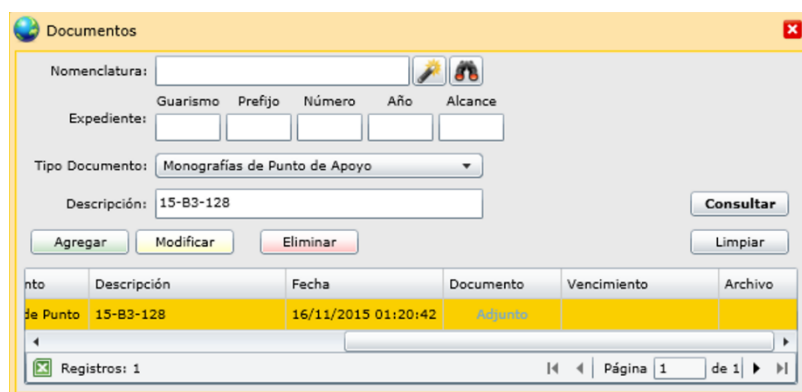 Documentos
Nomenclatura:
Guarismo Prefijo Número Año Alcance
Expediente:
Tipo Documento: Monografías de Punto de Apoyo
Descripción: 15-B3-128 Consultar
Agregar Modificar Eliminar Limpiar
nto Descripción Fecha Documento Vencimiento Archivo
de Punto 15-B3-128 16/11/2015 01:20:42 Adjunto
Registros: 1 Página 1 de 1